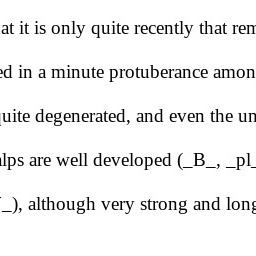 at it is only quite recently that rem
ed in a minute protuberance amon
quite degenerated, and even the un
alps are well developed (_B_, _pl_
_), although very strong and long